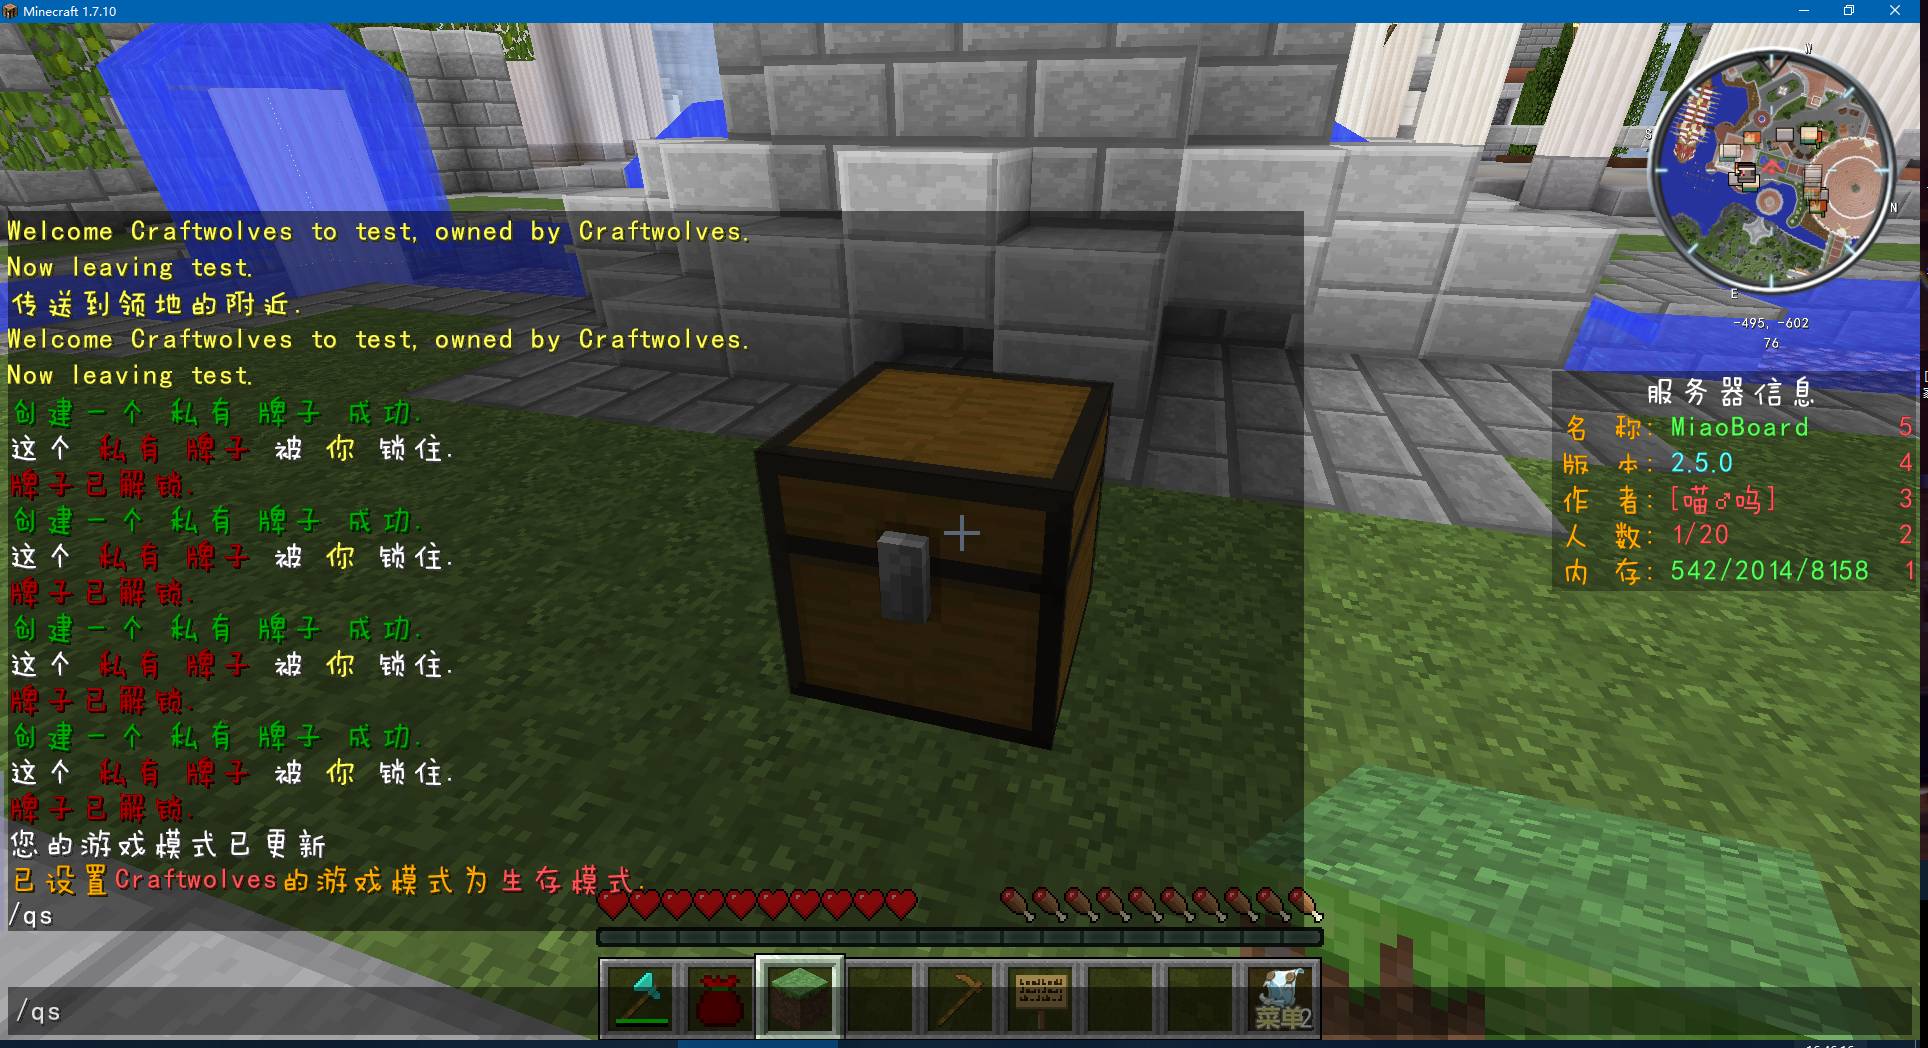 Minecraft 1.7.10
W
S
N
E
-495, -602
76
Welcome Craftwolves to test, owned by Craftwolves.
Now leaving test.
传送到领地的附近.
Welcome Craftwolves to test, owned by Craftwolves.
Now leaving test.
创建一个 私有 牌子 成功.
这个 私有 牌子 被 你 锁住.
牌子已解锁.
创建一个 私有 牌子 成功.
这个 私有 牌子 被 你 锁住.
牌子已解锁.
创建一个 私有 牌子 成功.
这个 私有 牌子 被 你 锁住.
牌子已解锁.
创建一个 私有 牌子 成功.
这个 私有 牌子 被 你 锁住.
牌子已解锁.
您的游戏模式已更新
已设置Craftwolves的游戏模式为 生存模式.
/qs
服务器信息
名 称: MiaoBoard 5
版 本: 2.5.0 4
作 者: [喵♂呜] 3
人 数: 1/20 2
内 存: 542/2014/8158 1
菜单2
/qs